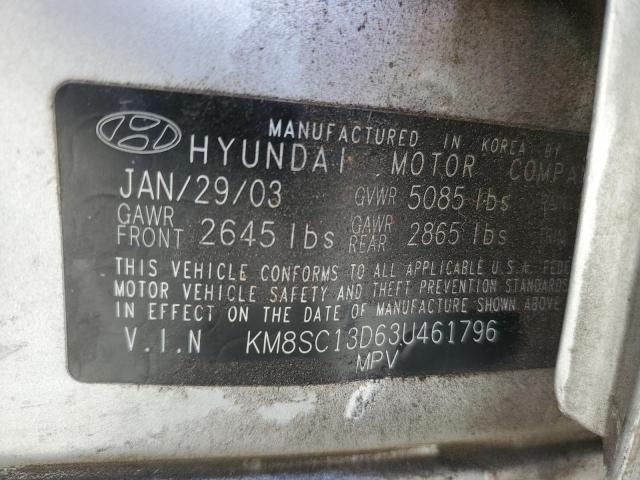 MANUFACTURED IN KOREA BY
HYUNDAI MOTOR COMPA
JAN/29/03 GVWR 5085 lbs
GAWR FRONT 2645 lbs GAWR REAR 2865 lbs
THIS VEHICLE CONFORMS TO ALL APPLICABLE U.S.A. FEDE
MOTOR VEHICLE SAFETY AND THEFT PREVENTION STANDARDS
IN EFFECT ON THE DATE OF MANUFACTURE SHOWN ABOV
V.I.N KM8SC13D63U461796
MPV